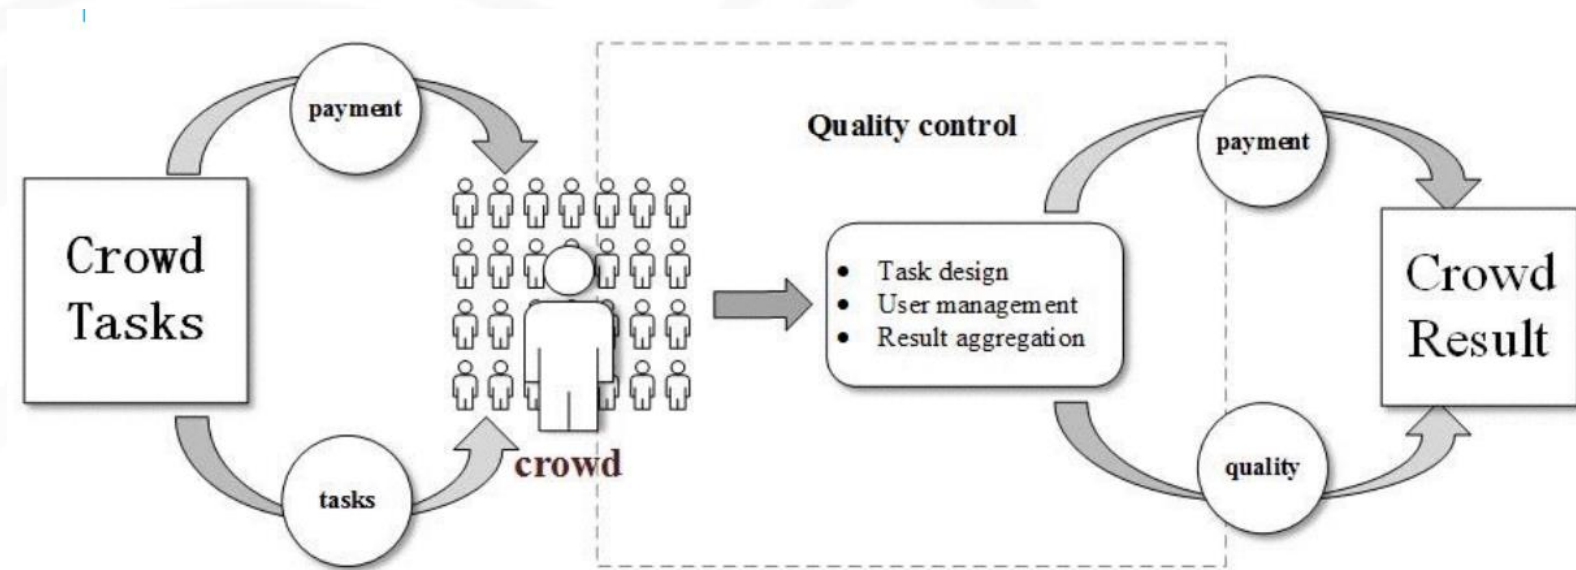 payment
Crowd
Tasks
tasks
crowd
Quality control
• Task design
• User management
• Result aggregation
payment
quality
Crowd
Result